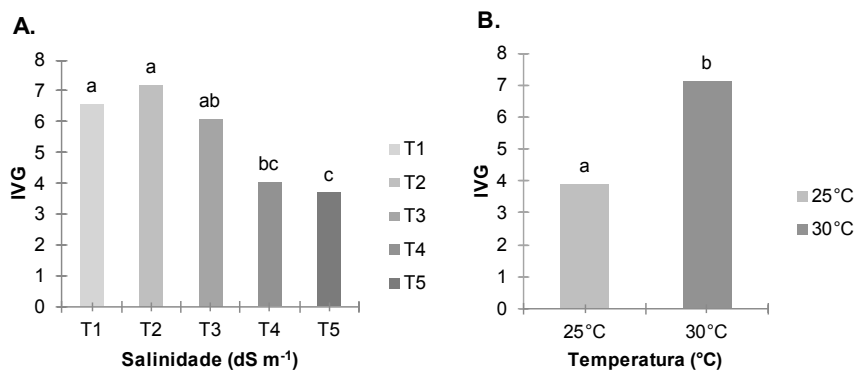 A.
8
7
6
5
4
3
2
1
0
IVG
a
a
ab
bc
c
T1
T2
T3
T4
T5
Salinidade (dS m⁻¹)
T1
T2
T3
T4
T5
B.
8
7
6
5
4
3
2
1
0
IVG
a
b
25°C
30°C
Temperatura (°C)
25°C
30°C